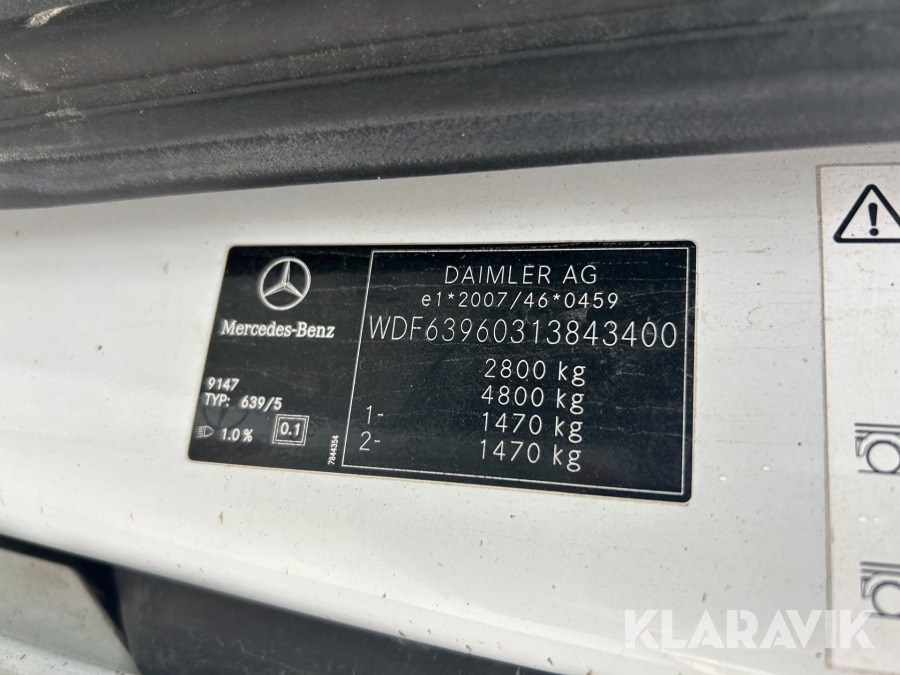 DAIMLER AG
e1*2007/46*0459
Mercedes-Benz
WDF63960313843400
2800 kg
4800 kg
1- 1470 kg
2- 1470 kg
9147
TYP: 639/5
1.0 %
0.1
7844354
KLARAVIK